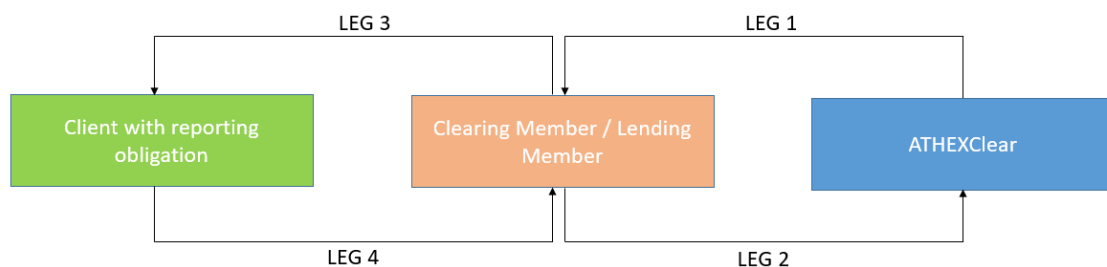 LEG 3
LEG 1
Client with reporting
obligation
Clearing Member / Lending
Member
ATHEXClear
LEG 4
LEG 2